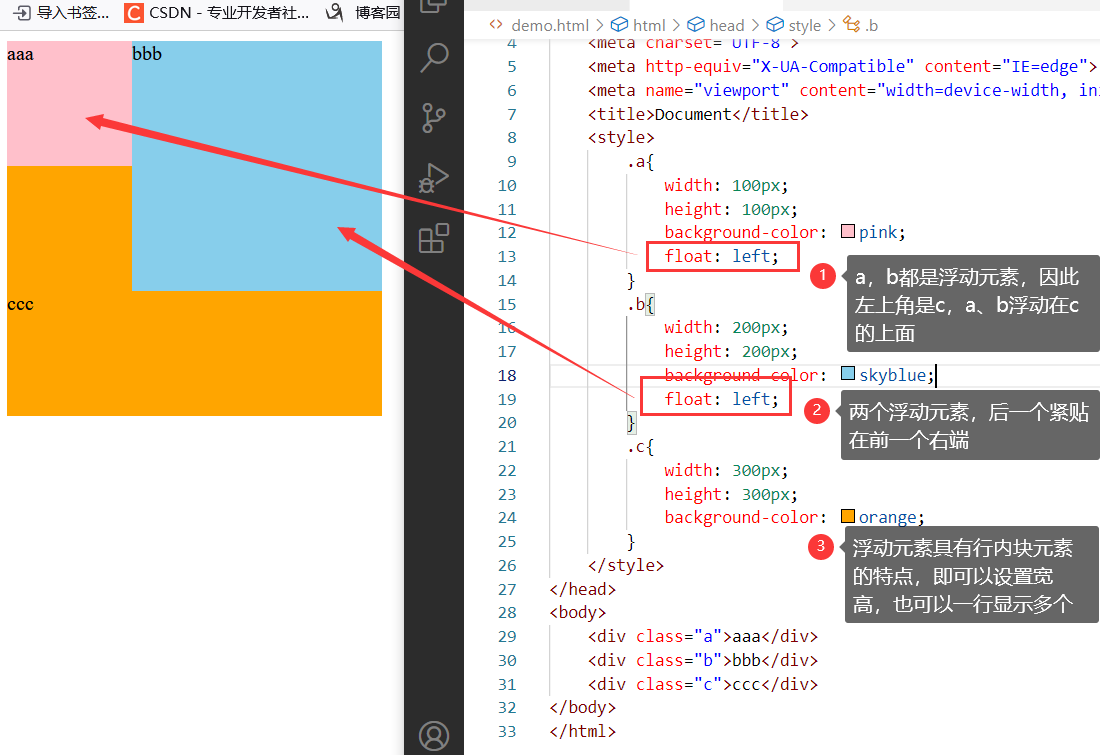 导入书签...
CSDN - 专业开发者社...
博客园
aaa
bbb
ccc
demo.html > html > head > style > .b
4 <meta charset="UTF-8">
5 <meta http-equiv="X-UA-Compatible" content="IE=edge">
6 <meta name="viewport" content="width=device-width, ini
7 <title>Document</title>
8 <style>
9 .a{
10 width: 100px;
11 height: 100px;
12 background-color: pink;
13 float: left;
14 }
15 .b{
16 width: 200px;
17 height: 200px;
18 background-color: skyblue;
19 float: left;
20 }
21 .c{
22 width: 300px;
23 height: 300px;
24 background-color: orange;
25 }
26 </style>
27 </head>
28 <body>
29 <div class="a">aaa</div>
30 <div class="b">bbb</div>
31 <div class="c">ccc</div>
32 </body>
33 </html>
1
a，b都是浮动元素，因此
左上角是c，a、b浮动在c
的上面
2
两个浮动元素，后一个紧贴
在前一个右端
3
浮动元素具有行内块元素
的特点，即可以设置宽
高，也可以一行显示多个